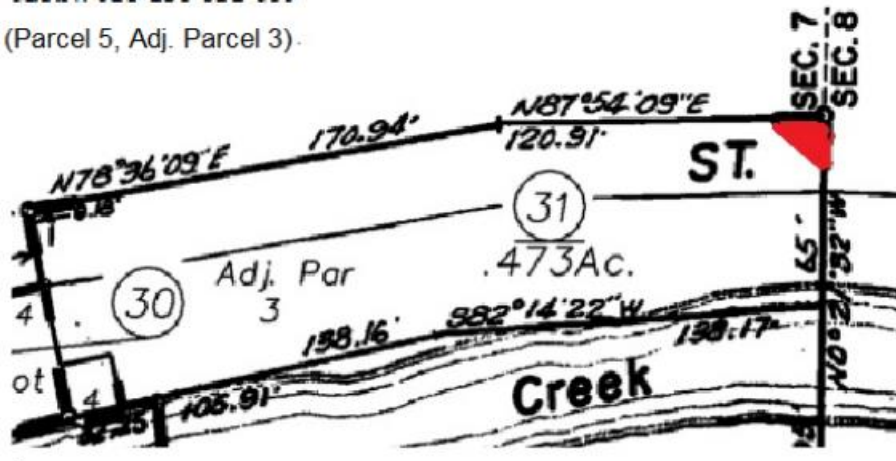 (Parcel 5, Adj. Parcel 3)
SEC. 7
SEC. 8
N87°54'09"E
120.91'
170.94'
N78°36'09"E
ST.
31
.473Ac.
Adj. Par
3
30
4
65'
S82°14'22"W
138.16'
138.17'
Creek
ot
4
105.91'